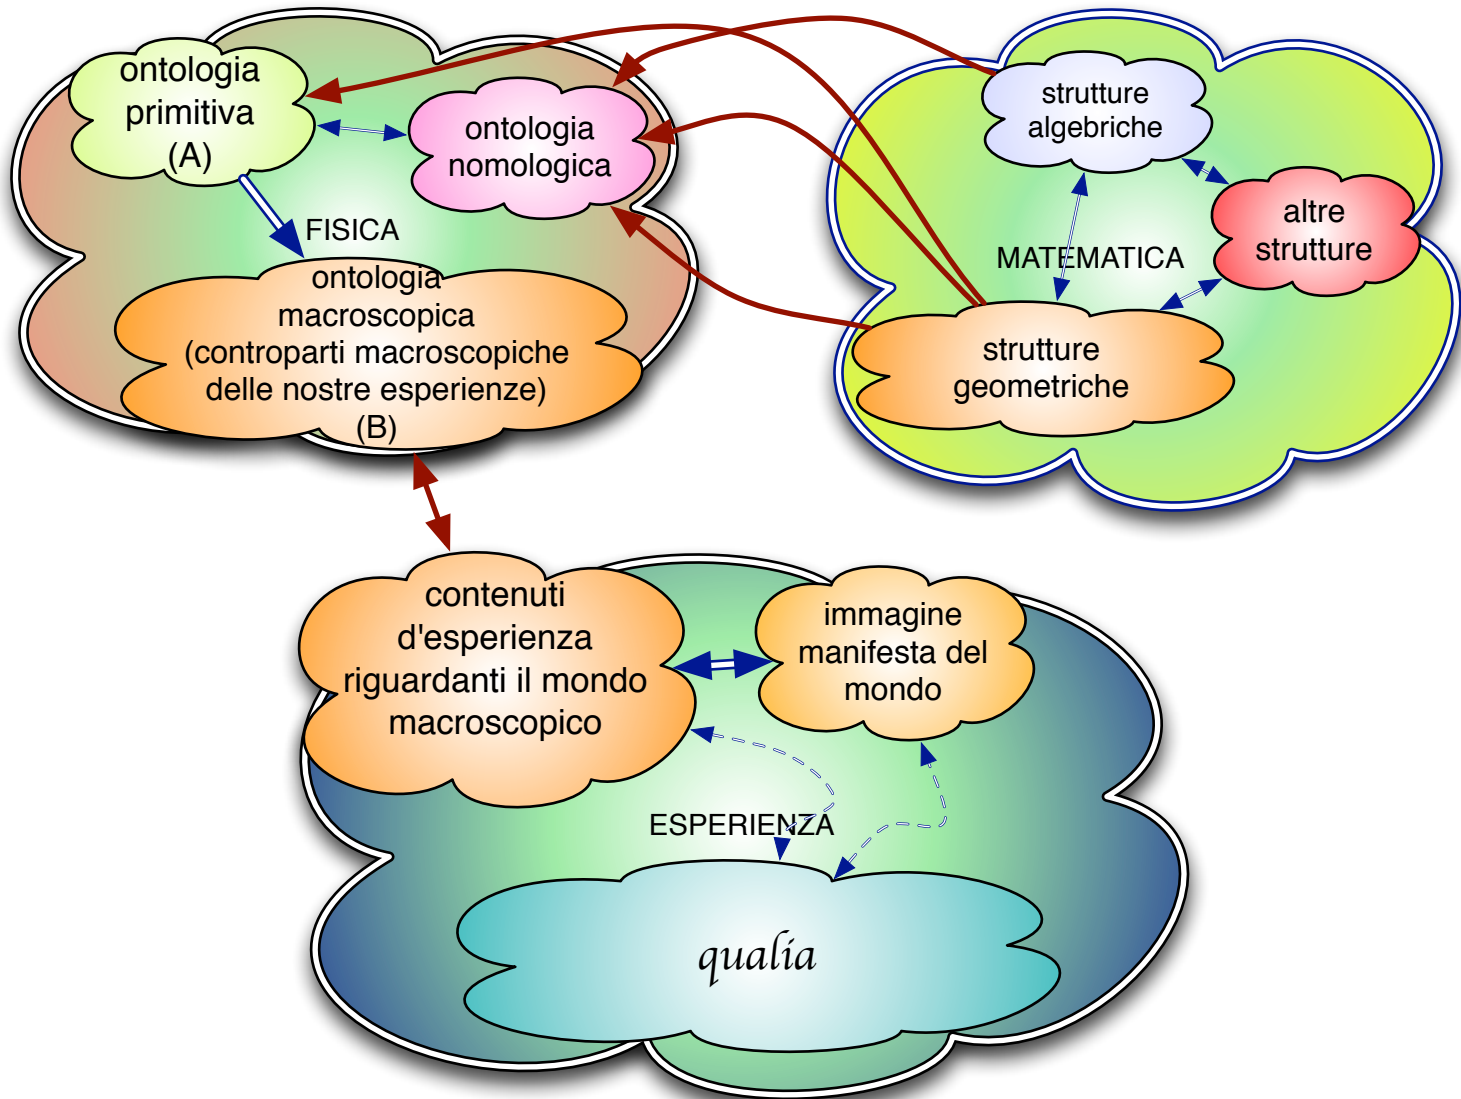 ontologia
primitiva
(A)
ontologia
nomologica
FISICA
ontologia
macroscopica
(controparti macroscopiche
delle nostre esperienze)
(B)
strutture
algebriche
altre
strutture
MATEMATICA
strutture
geometriche
contenuti
d'esperienza
riguardanti il mondo
macroscopico
immagine
manifesta del
mondo
ESPERIENZA
qualia